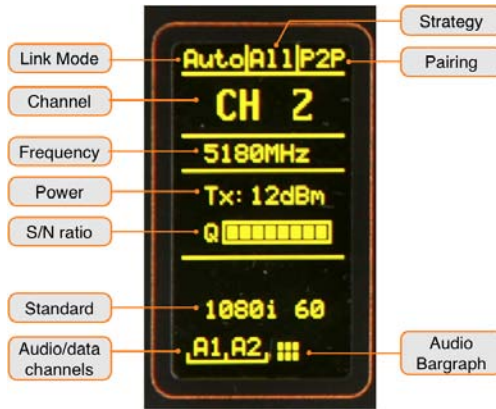 Strategy
Link Mode
Auto|All|P2P
Pairing
Channel
CH 2
Frequency
5180MHz
Power
Tx: 12dBm
S/N ratio
Q
Standard
1080i 60
Audio/data
channels
A1 A2
Audio
Bargraph